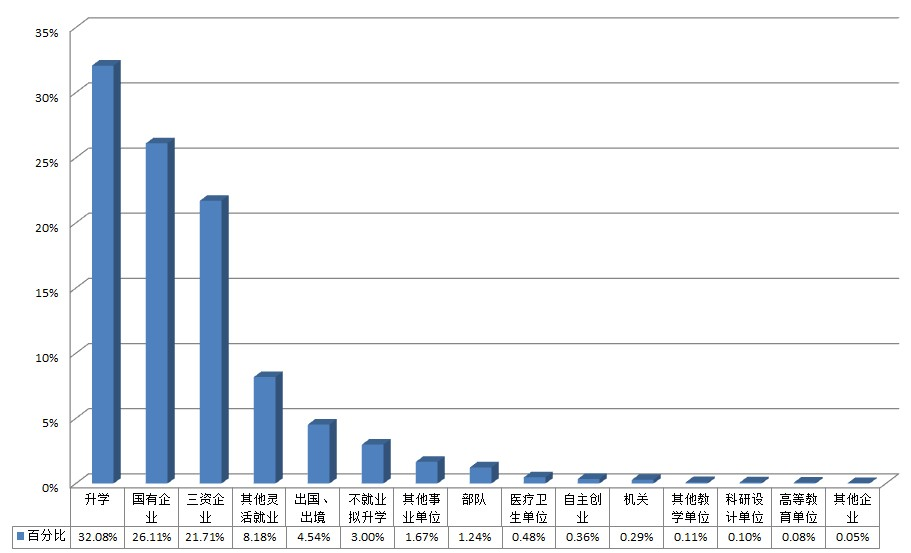 35%
30%
25%
20%
15%
10%
5%
0%
升学
国有企
业
三资企
业
其他灵
活就业
出国、
出境
不就业
拟升学
其他事
业单位
部队
医疗卫
生单位
自主创
业
机关
其他教
学单位
科研设
计单位
高等教
育单位
其他企
业
百分比 32.08% 26.11% 21.71% 8.18% 4.54% 3.00% 1.67% 1.24% 0.48% 0.36% 0.29% 0.11% 0.10% 0.08% 0.05%